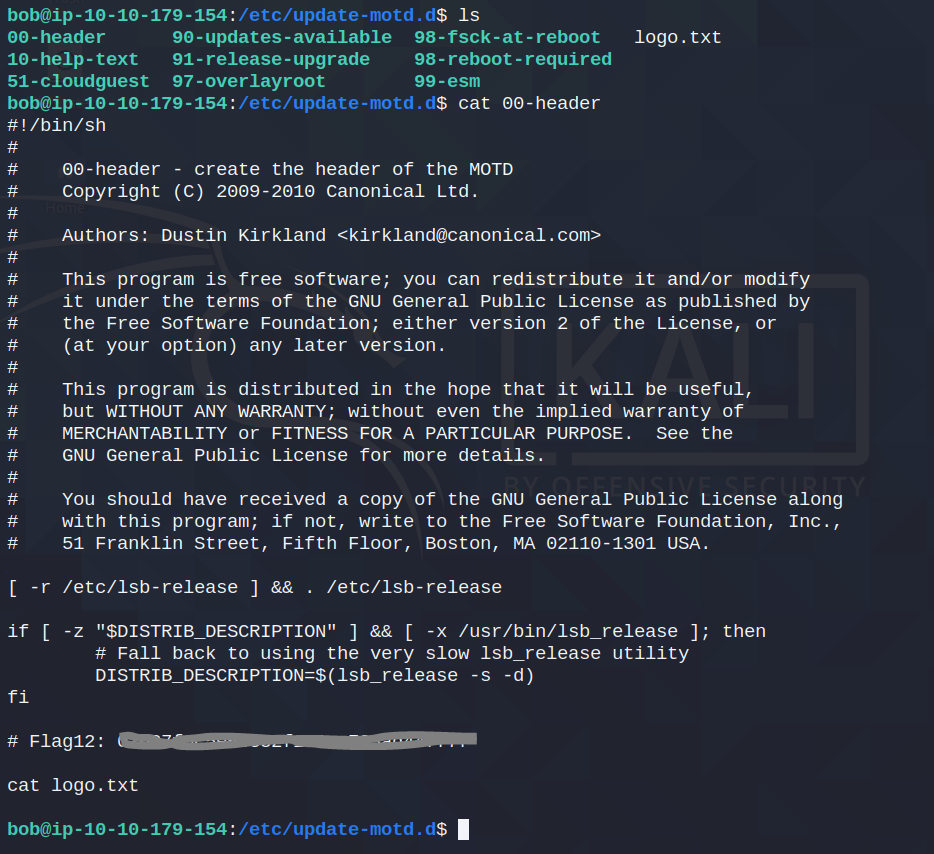 bob@ip-10-10-179-154:/etc/update-motd.d$ ls
00-header      90-updates-available  98-fsck-at-reboot   logo.txt
10-help-text   91-release-upgrade    98-reboot-required
51-cloudguest  97-overlayroot        99-esm
bob@ip-10-10-179-154:/etc/update-motd.d$ cat 00-header
#!/bin/sh
#
#    00-header - create the header of the MOTD
#    Copyright (C) 2009-2010 Canonical Ltd.
#
#    Authors: Dustin Kirkland <kirkland@canonical.com>
#
#    This program is free software; you can redistribute it and/or modify
#    it under the terms of the GNU General Public License as published by
#    the Free Software Foundation; either version 2 of the License, or
#    (at your option) any later version.
#
#    This program is distributed in the hope that it will be useful,
#    but WITHOUT ANY WARRANTY; without even the implied warranty of
#    MERCHANTABILITY or FITNESS FOR A PARTICULAR PURPOSE.  See the
#    GNU General Public License for more details.
#
#    You should have received a copy of the GNU General Public License along
#    with this program; if not, write to the Free Software Foundation, Inc.,
#    51 Franklin Street, Fifth Floor, Boston, MA 02110-1301 USA.
[ -r /etc/lsb-release ] && . /etc/lsb-release
if [ -z "$DISTRIB_DESCRIPTION" ] && [ -x /usr/bin/lsb_release ]; then
        # Fall back to using the very slow lsb_release utility
        DISTRIB_DESCRIPTION=$(lsb_release -s -d)
fi
# Flag12:
cat logo.txt
bob@ip-10-10-179-154:/etc/update-motd.d$
Home
KALI
BY OFFENSIVE SECURITY